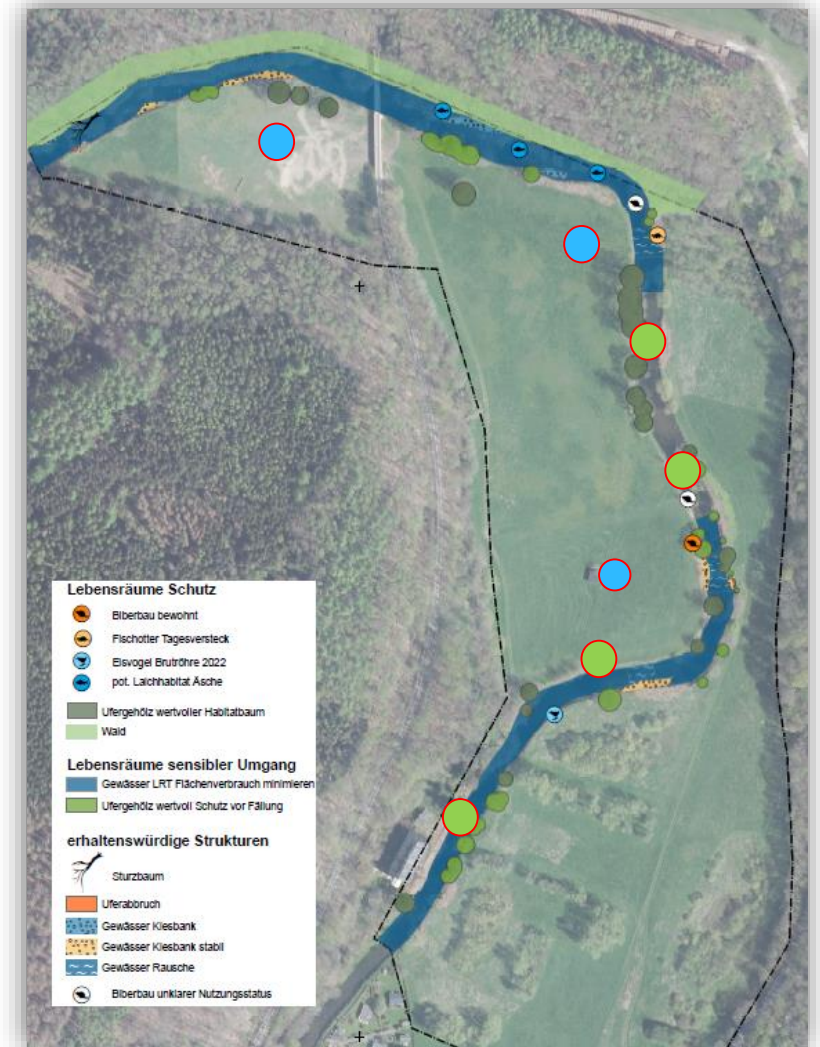 Lebensräume Schutz
Biberbau bewohnt
Fischotter Tagesversteck
Eisvogel Brutröhre 2022
pot. Laichhabitat Äsche
Ufergehölz wertvoller Habitatbaum
Wald
Lebensräume sensibler Umgang
Gewässer LRT Flächenverbrauch minimieren
Ufergehölz wertvoll Schutz vor Fällung
erhaltenswürdige Strukturen
Sturzbaum
Uferabbruch
Gewässer Kiesbank
Gewässer Kiesbank stabil
Gewässer Rausche
Biberbau unklarer Nutzungsstatus